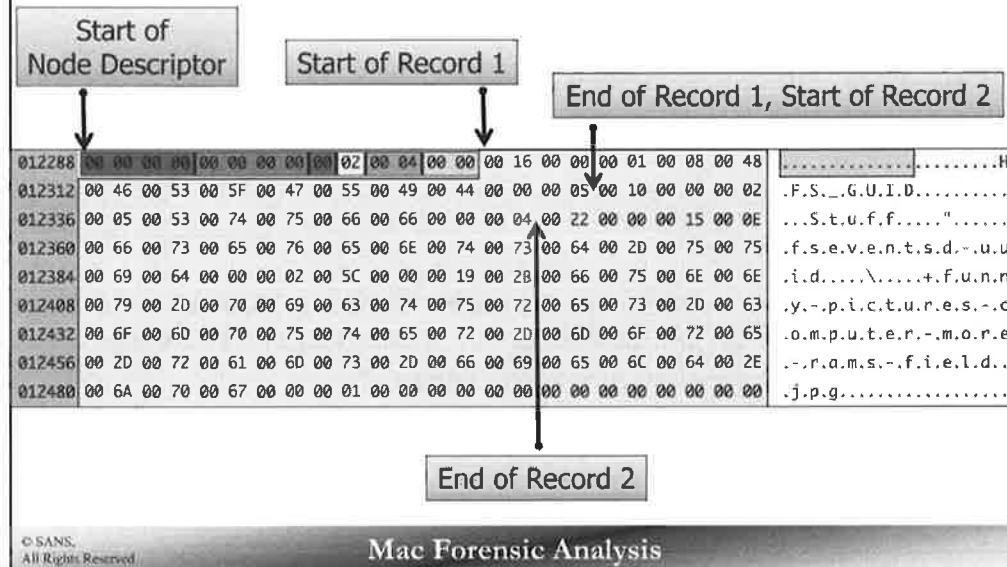 Start of
Node Descriptor
Start of Record 1
End of Record 1, Start of Record 2
012288 00 00 00 00 00 00 00 00 00 02 00 04 00 00 00 16 00 00 00 01 00 08 00 48 .......................H
012312 00 46 00 53 00 5F 00 47 00 55 00 49 00 44 00 00 00 05 00 10 00 00 00 02 .F.S._.G.U.I.D..........
012336 00 05 00 53 00 74 00 75 00 66 00 66 00 00 00 04 00 22 00 00 00 15 00 0E ...S.t.u.f.f....."......
012360 00 66 00 73 00 65 00 76 00 65 00 6E 00 74 00 73 00 64 00 2D 00 75 00 75 .f.s.e.v.e.n.t.s.d.-.u.u
012384 00 69 00 64 00 00 00 02 00 5C 00 00 00 19 00 2B 00 66 00 75 00 6E 00 6E .i.d.....\.....+.f.u.n.n
012408 00 79 00 2D 00 70 00 69 00 63 00 74 00 75 00 72 00 65 00 73 00 2D 00 63 .y.-.p.i.c.t.u.r.e.s.-.c
012432 00 6F 00 6D 00 70 00 75 00 74 00 65 00 72 00 2D 00 6D 00 6F 00 72 00 65 .o.m.p.u.t.e.r.-.m.o.r.e
012456 00 2D 00 72 00 61 00 6D 00 73 00 2D 00 66 00 69 00 65 00 6C 00 64 00 2E .-.r.a.m.s.-.f.i.e.l.d..
012480 00 6A 00 70 00 67 00 00 00 01 00 00 00 00 00 00 00 00 00 00 00 00 00 00 .j.p.g..................
End of Record 2
© SANS,
All Rights Reserved
Mac Forensic Analysis